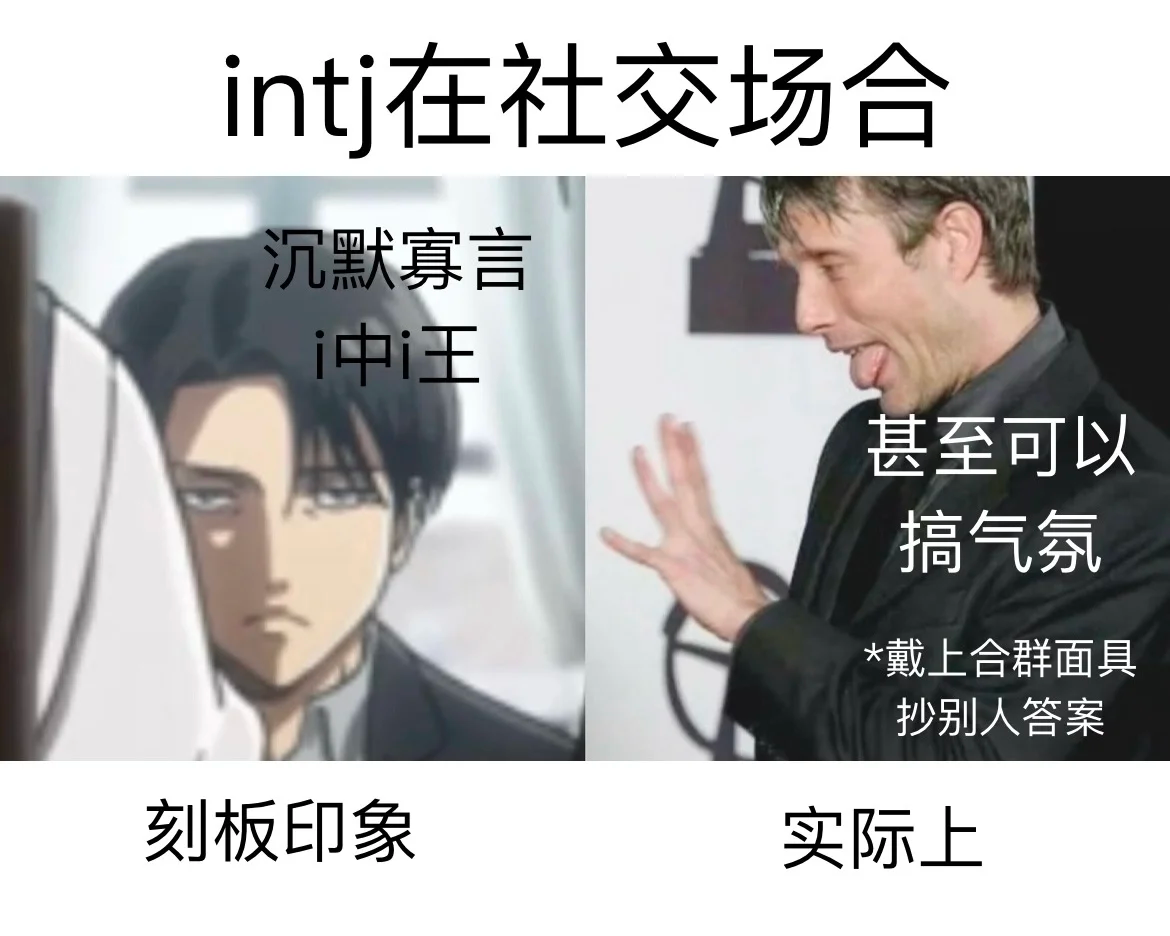 intj在社交场合
沉默寡言
i中i王
甚至可以
搞气氛
*戴上合群面具
抄别人答案
刻板印象
实际上